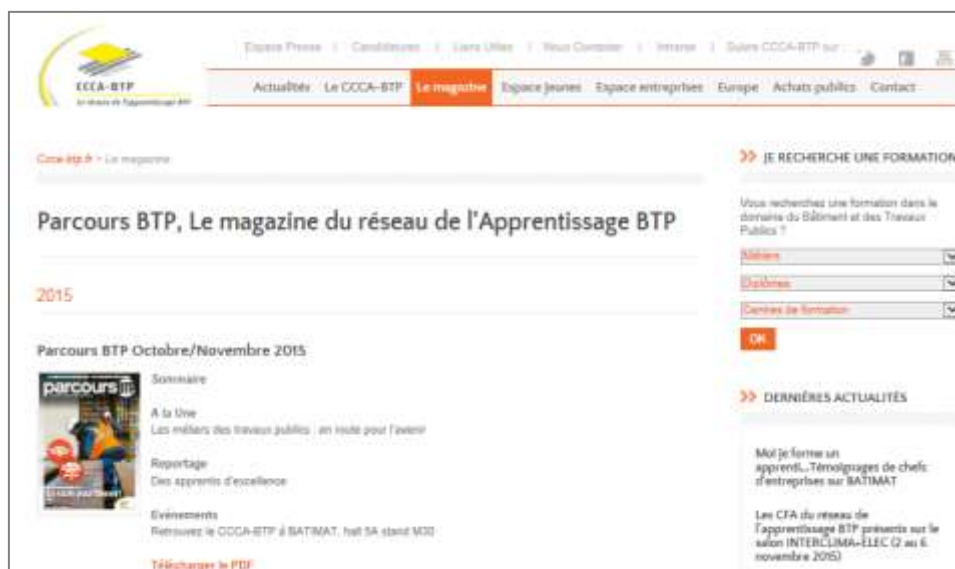 Espace Presse | Candidatures | Liens Utiles | Nous Contacter | Intranet | Suivre CCCA-BTP sur :
CCCA-BTP
Le réseau de l'apprentissage BTP
Actualités Le CCCA-BTP Le magazine Espace Jeunes Espace entreprises Europe Achats publics Contact
Ccca-btp.fr > Le magazine
Parcours BTP, Le magazine du réseau de l'Apprentissage BTP
2015
Parcours BTP Octobre/Novembre 2015
parcours
Sommaire
A la Une
Les métiers des travaux publics : en route pour l'avenir
Reportage
Des apprentis d'excellence
Evénements
Retrouvez le CCCA-BTP à BATIMAT, hall 5A stand M30
Télécharger le PDF
>> JE RECHERCHE UNE FORMATION
Vous recherchez une formation dans le
domaine du Bâtiment et des Travaux
Publics ?
Métiers
Diplômes
Centres de formation
OK
>> DERNIÈRES ACTUALITÉS
Moi je forme un
apprenti...Témoignages de chefs
d'entreprises sur BATIMAT
Les CFA du réseau de
l'apprentissage BTP présents sur le
salon INTERCLIMA+ELEC (2 au 6
novembre 2015)